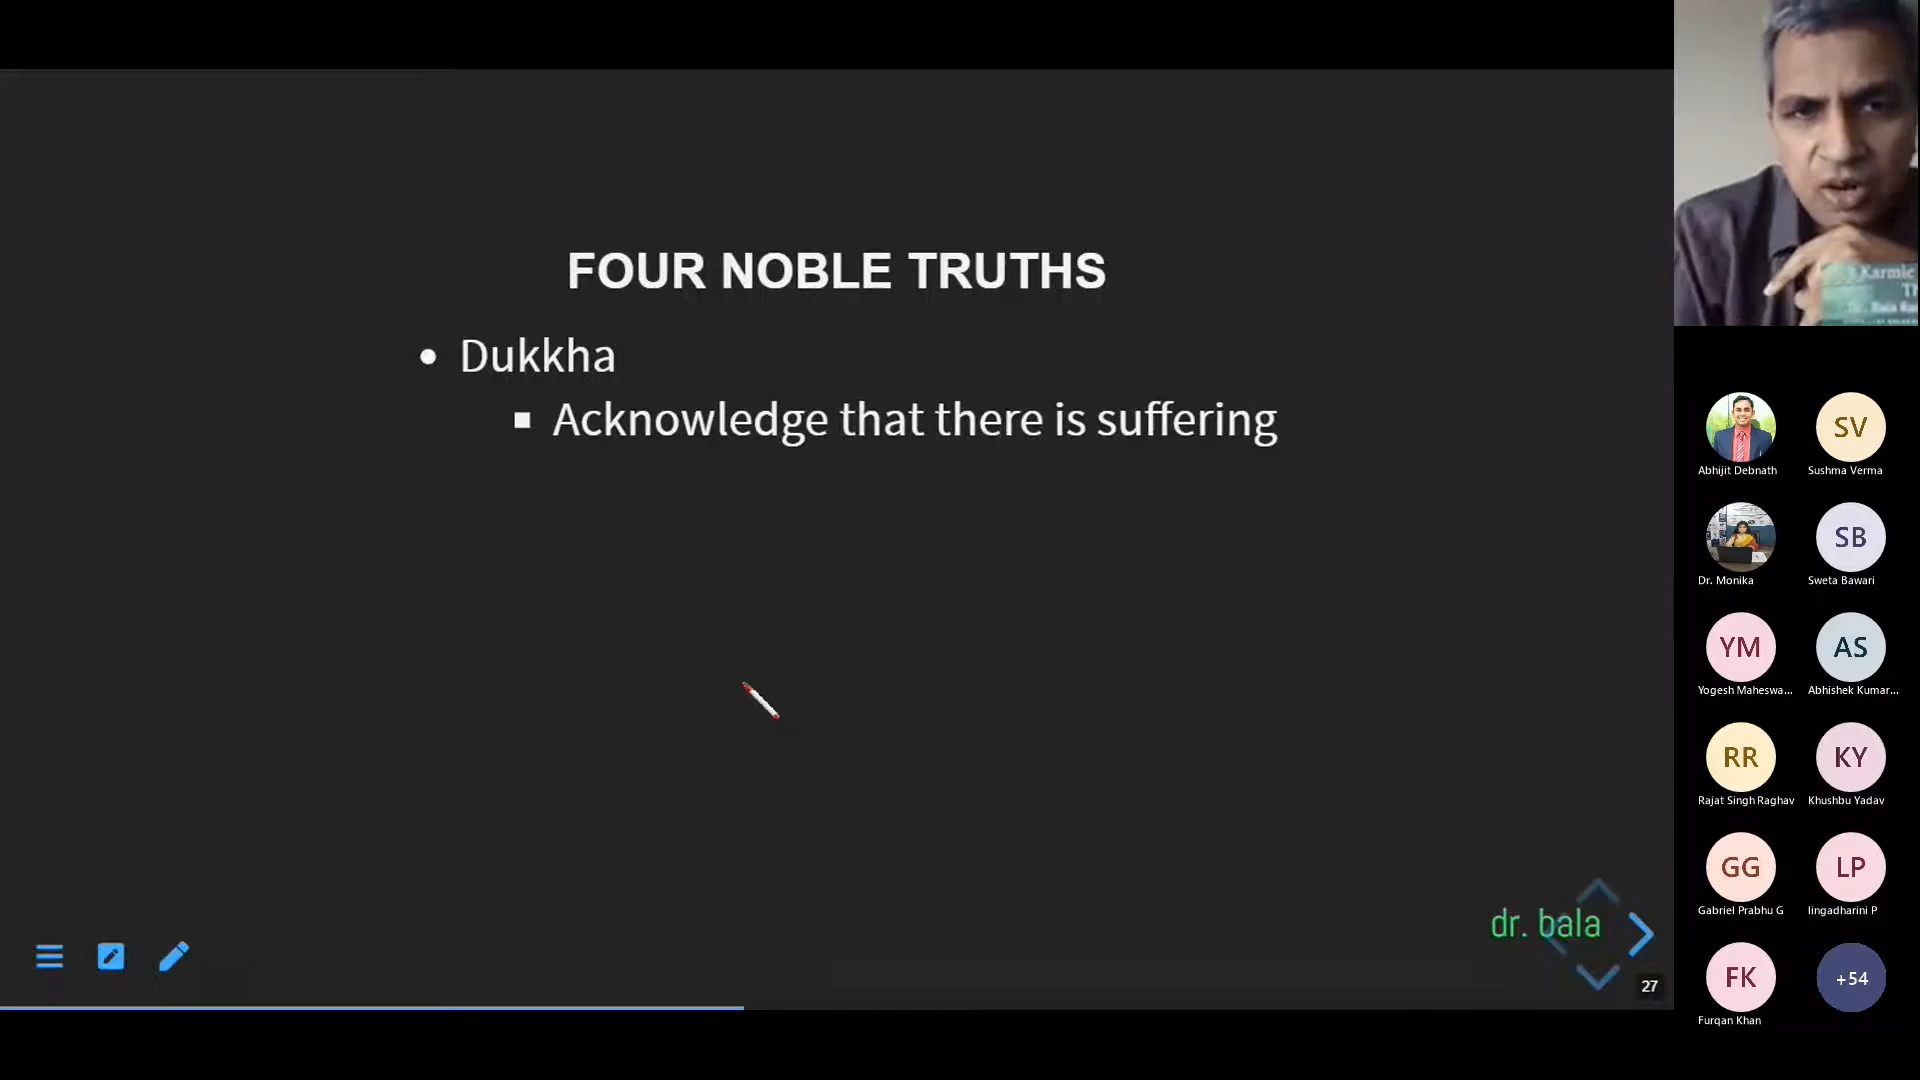 FOUR NOBLE TRUTHS
Dukkha
Acknowledge that there is suffering
dr. bala
27
Karmic
Abhijit Debnath
SV
Sushma Verma
Dr. Monika
SB
Sweta Bawari
YM
Yogesh Maheswa...
AS
Abhishek Kumar...
RR
Rajat Singh Raghav
KY
Khushbu Yadav
GG
Gabriel Prabhu G
LP
lingadharini P
FK
Furqan Khan
+54